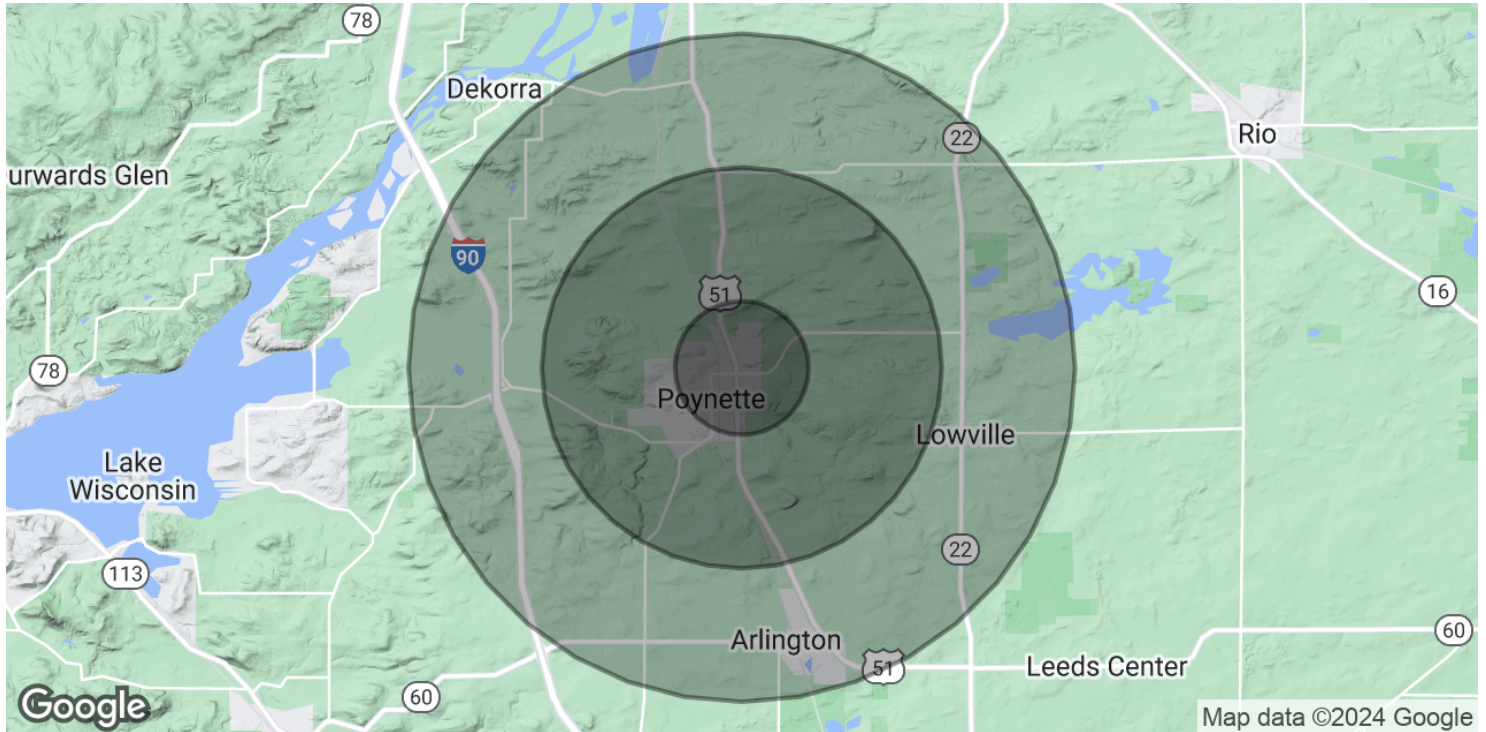 78
Dekorra
22
Rio
urwards Glen
90
51
16
78
Poynette
Lowville
Lake
Wisconsin
22
113
Arlington
60
51
Leeds Center
60
Google
Map data ©2024 Google